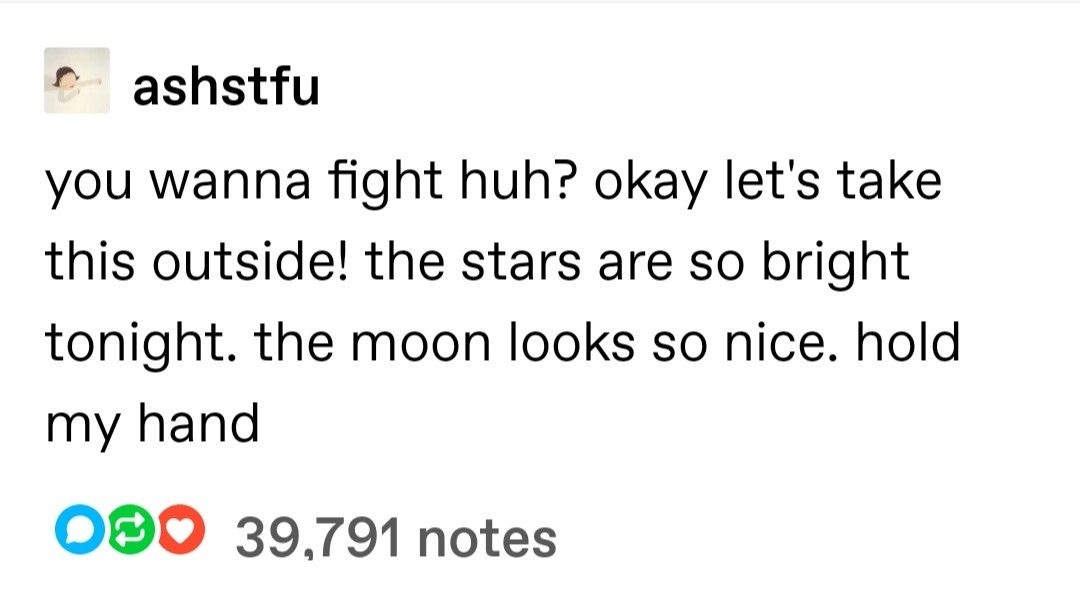 ashstfu
you wanna fight huh? okay let's take
this outside! the stars are so bright
tonight. the moon looks so nice. hold
my hand
39,791 notes